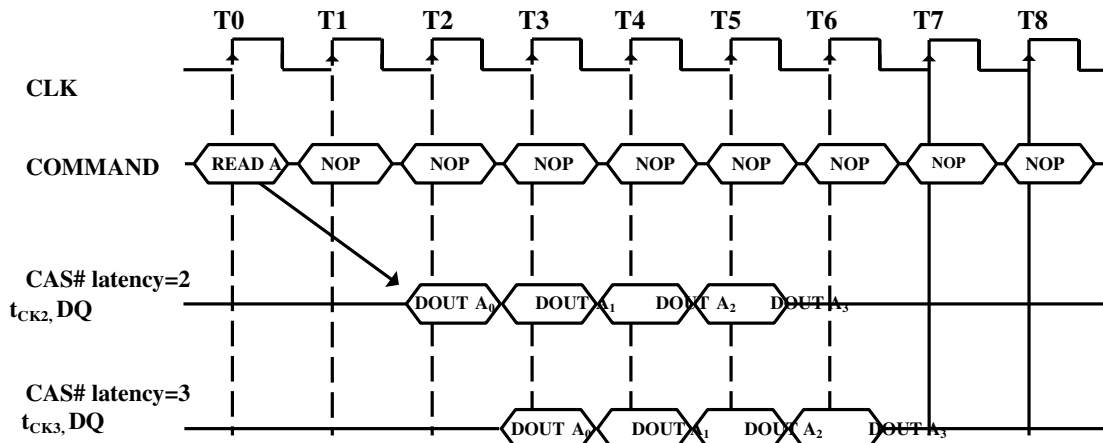 T0 T1 T2 T3 T4 T5 T6 T7 T8
CLK
COMMAND READ A NOP NOP NOP NOP NOP NOP NOP NOP
CAS# latency=2
tCK2, DQ DOUT A0 DOUT A1 DOUT A2 DOUT A3
CAS# latency=3
tCK3, DQ DOUT A0 DOUT A1 DOUT A2 DOUT A3